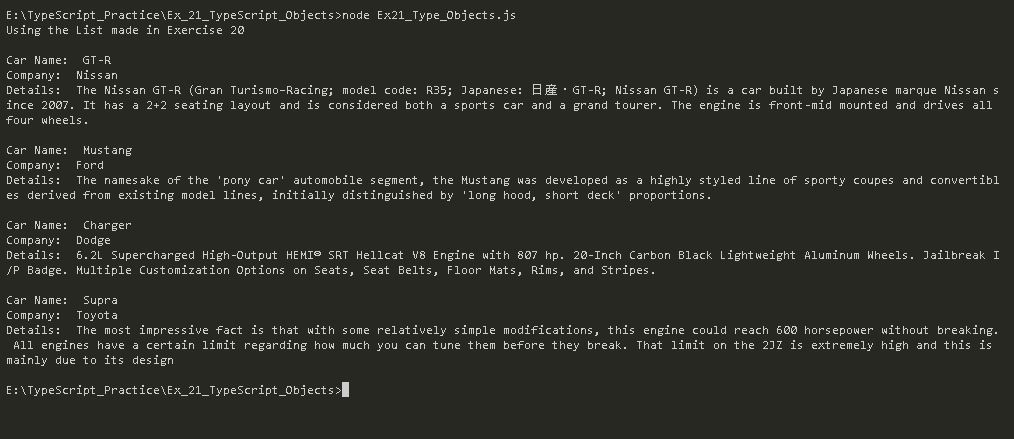 E:\TypeScript_Practice\Ex_21_TypeScript_Objects>node Ex21_Type_Objects.js
Using the List made in Exercise 20
Car Name:  GT-R
Company:  Nissan
Details:  The Nissan GT-R (Gran Turismo-Racing; model code: R35; Japanese: 日産・GT-R; Nissan GT-R) is a car built by Japanese marque Nissan s
ince 2007. It has a 2+2 seating layout and is considered both a sports car and a grand tourer. The engine is front-mid mounted and drives all
four wheels.
Car Name:  Mustang
Company:  Ford
Details:  The namesake of the 'pony car' automobile segment, the Mustang was developed as a highly styled line of sporty coupes and convertibl
es derived from existing model lines, initially distinguished by 'long hood, short deck' proportions.
Car Name:  Charger
Company:  Dodge
Details:  6.2L Supercharged High-Output HEMI® SRT Hellcat V8 Engine with 807 hp. 20-Inch Carbon Black Lightweight Aluminum Wheels. Jailbreak I
/P Badge. Multiple Customization Options on Seats, Seat Belts, Floor Mats, Rims, and Stripes.
Car Name:  Supra
Company:  Toyota
Details:  The most impressive fact is that with some relatively simple modifications, this engine could reach 600 horsepower without breaking.
 All engines have a certain limit regarding how much you can tune them before they break. That limit on the 2JZ is extremely high and this is
mainly due to its design
E:\TypeScript_Practice\Ex_21_TypeScript_Objects>